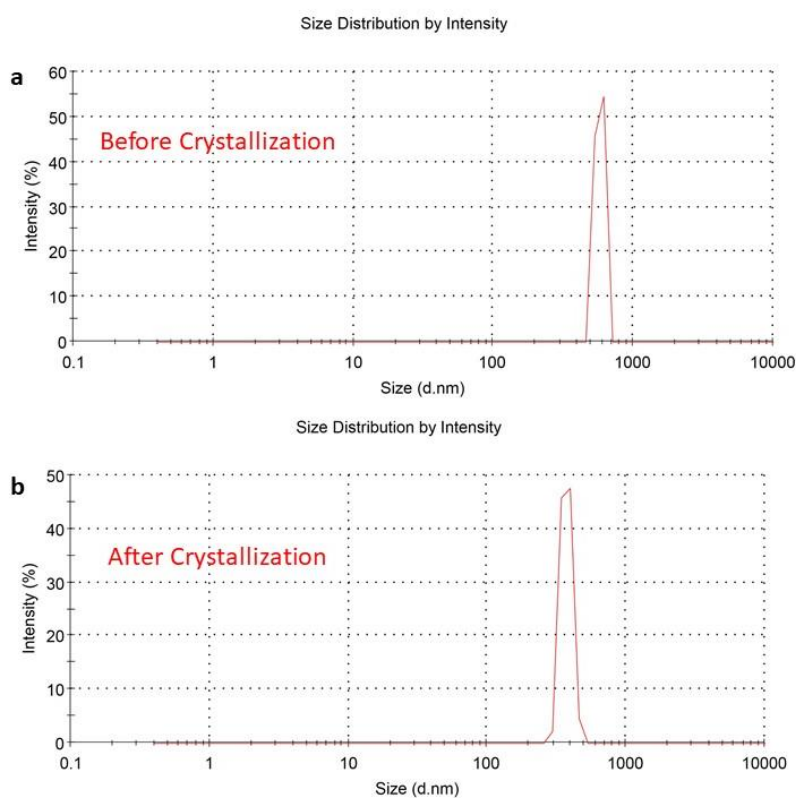 Size Distribution by Intensity
a
60
50
40
30
20
10
0
Intensity (%)
Before Crystallization
0.1 1 10 100 1000 10000
Size (d.nm)
Size Distribution by Intensity
b
50
40
30
20
10
0
Intensity (%)
After Crystallization
0.1 1 10 100 1000 10000
Size (d.nm)